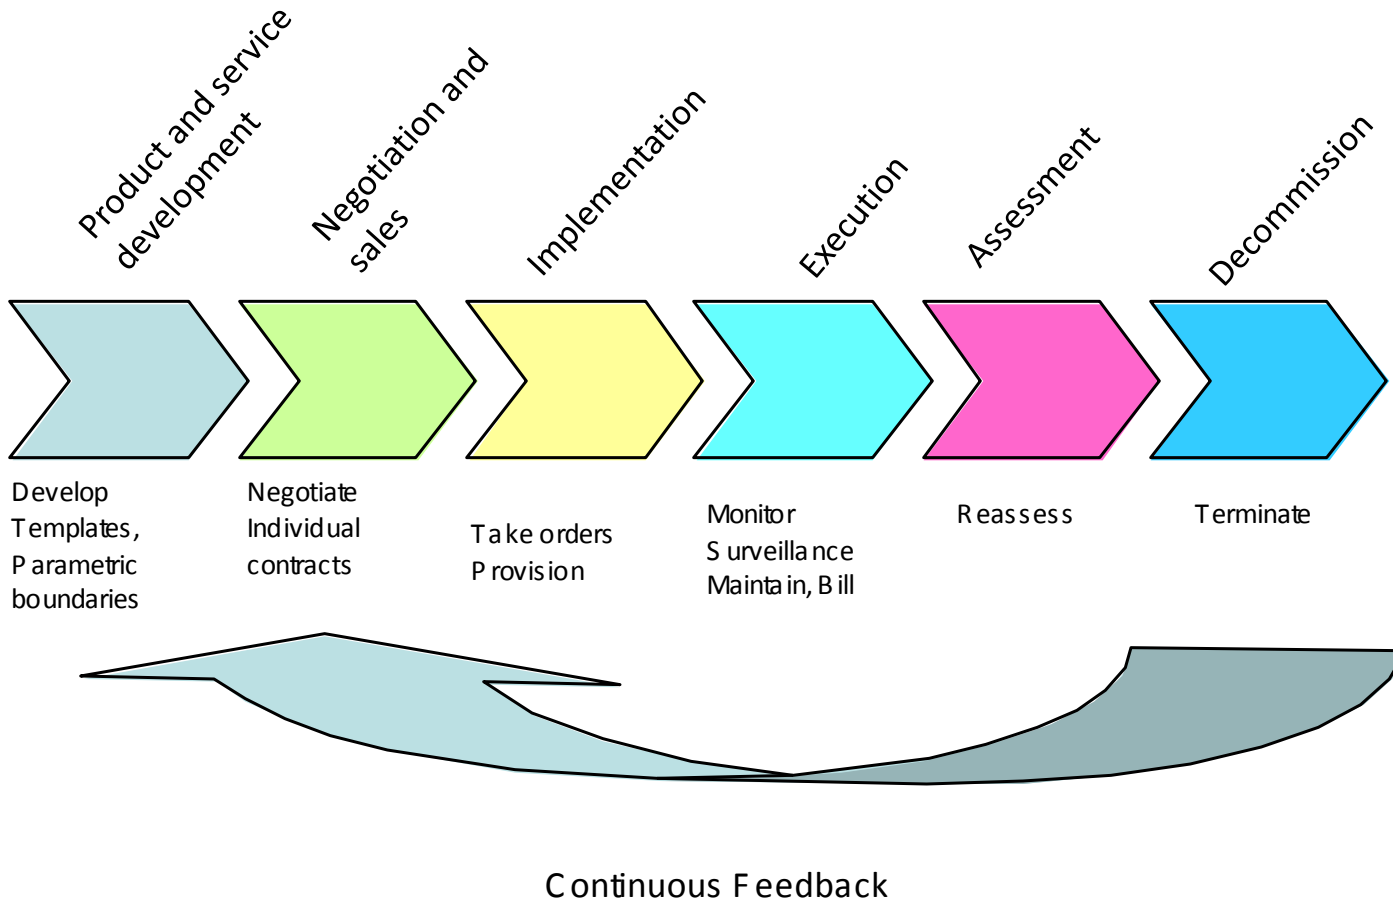 Product and service
development
Negotiation and
sales
Implementation
Execution
Assessment
Decommission
Develop
Templates,
Parametric
boundaries
Negotiate
Individual
contracts
Take orders
Provision
Monitor
Surveillance
Maintain, Bill
Reassess
Terminate
Continuous Feedback